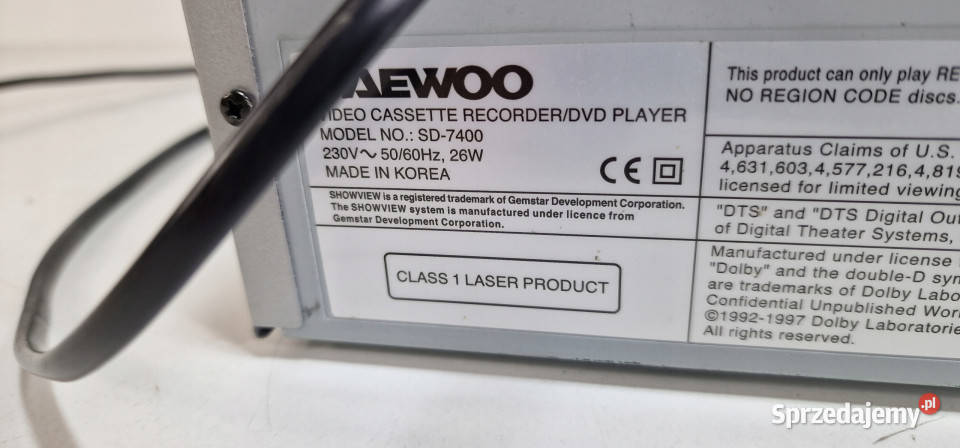 AEWOO
VIDEO CASSETTE RECORDER/DVD PLAYER
MODEL NO.: SD-7400
230V～ 50/60Hz, 26W
MADE IN KOREA
CE
SHOWVIEW is a registered trademark of Gemstar Development Corporation.
The SHOWVIEW system is manufactured under licence from
Gemstar Development Corporation.
CLASS 1 LASER PRODUCT
This product can only play RE
NO REGION CODE discs.
Apparatus Claims of U.S.
4,631,603,4,577,216,4,819
licensed for limited viewing
"DTS" and "DTS Digital Out
of Digital Theater Systems,
Manufactured under license
"Dolby" and the double-D sym
are trademarks of Dolby Labo
Confidential Unpublished Wor
©1992-1997 Dolby Laboratorie
All rights reserved.
Sprzedajemy.pl